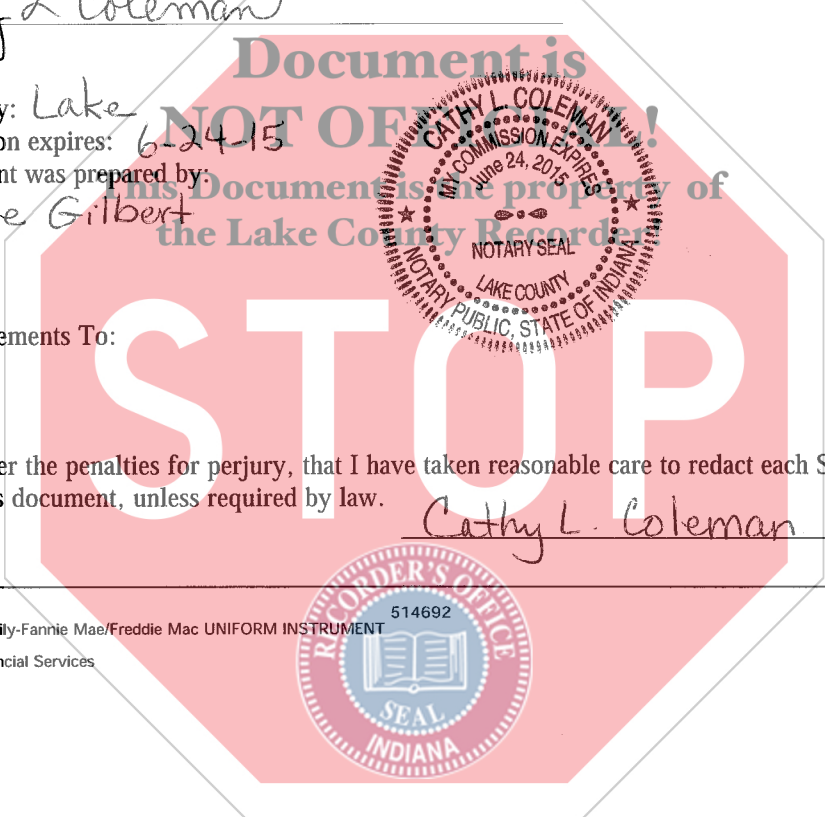 L Coleman
Document is
y: Lake
NOT OFFICIAL!
on expires: 6-24-15
nt was prepared by:
This Document is the property of
e Gilbert
the Lake County Recorder!
CATHY L. COLEMAN
MY COMMISSION EXPIRES
June 24, 2015
NOTARY SEAL
LAKE COUNTY
NOTARY PUBLIC, STATE OF INDIANA
STOP
ements To:
er the penalties for perjury, that I have taken reasonable care to redact each S
s document, unless required by law.
Cathy L. Coleman
514692
ily-Fannie Mae/Freddie Mac UNIFORM INSTRUMENT
ncial Services
RECORDER'S OFFICE
SEAL
INDIANA